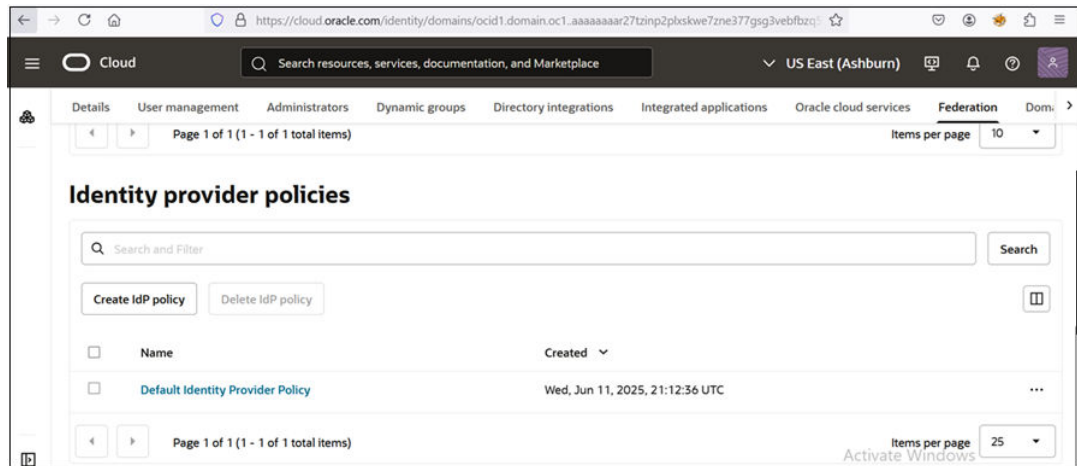 https://cloud.oracle.com/identity/domains/ocid1.domain.oc1..aaaaaaaar27tzinp2plxskwe7zne377gsg3vebfbzq
Cloud
Search resources, services, documentation, and Marketplace
US East (Ashburn)
Details User management Administrators Dynamic groups Directory integrations Integrated applications Oracle cloud services Federation Doma
Page 1 of 1 (1 - 1 of 1 total items) Items per page 10
Identity provider policies
Search and Filter Search
Create IdP policy Delete IdP policy
Name Created
Default Identity Provider Policy Wed, Jun 11, 2025, 21:12:36 UTC
Page 1 of 1 (1 - 1 of 1 total items) Items per page 25
Activate Windows